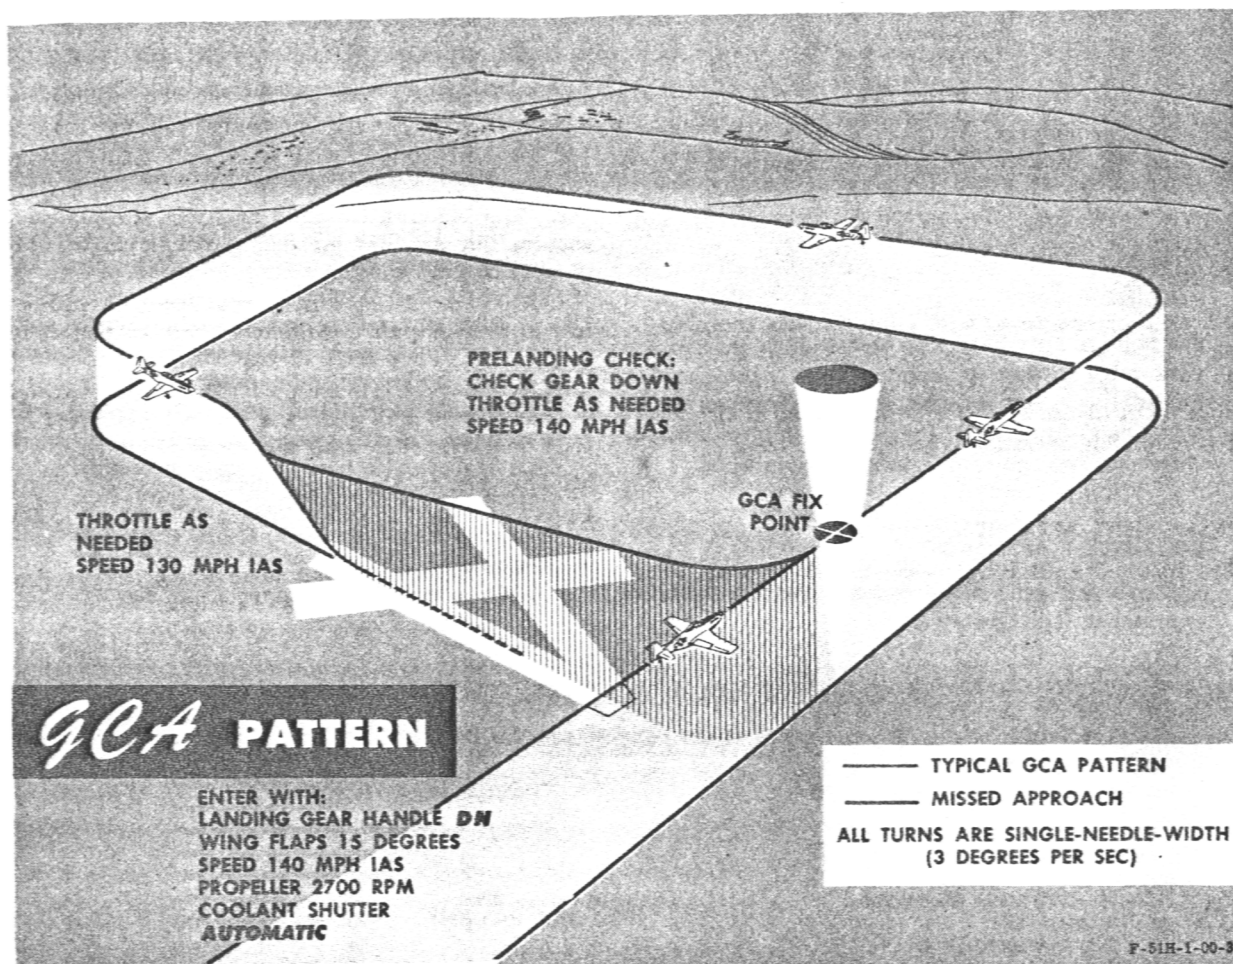 PRELANDING CHECK:
CHECK GEAR DOWN
THROTTLE AS NEEDED
SPEED 140 MPH IAS
GCA FIX
POINT
THROTTLE AS
NEEDED
SPEED 130 MPH IAS
GCA PATTERN
ENTER WITH:
LANDING GEAR HANDLE DN
WING FLAPS 15 DEGREES
SPEED 140 MPH IAS
PROPELLER 2700 RPM
COOLANT SHUTTER
AUTOMATIC
TYPICAL GCA PATTERN
MISSED APPROACH
ALL TURNS ARE SINGLE-NEEDLE-WIDTH
(3 DEGREES PER SEC)
F-51H-1-00-3